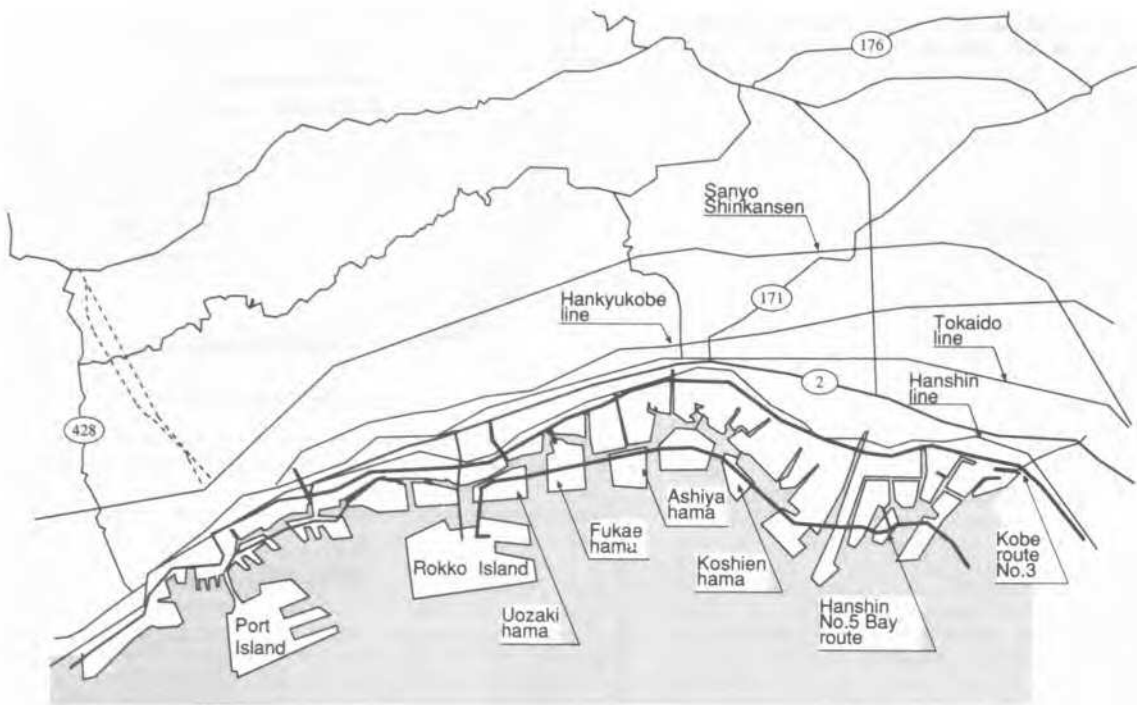 176
Sanyo
Shinkansen
171
Hankyukobe
line
Tokaido
line
2
Hanshin
line
428
Ashiya
hama
Fukae
hama
Koshien
hama
Kobe
route
No.3
Rokko Island
Uozaki
hama
Hanshin
No.5 Bay
route
Port
Island